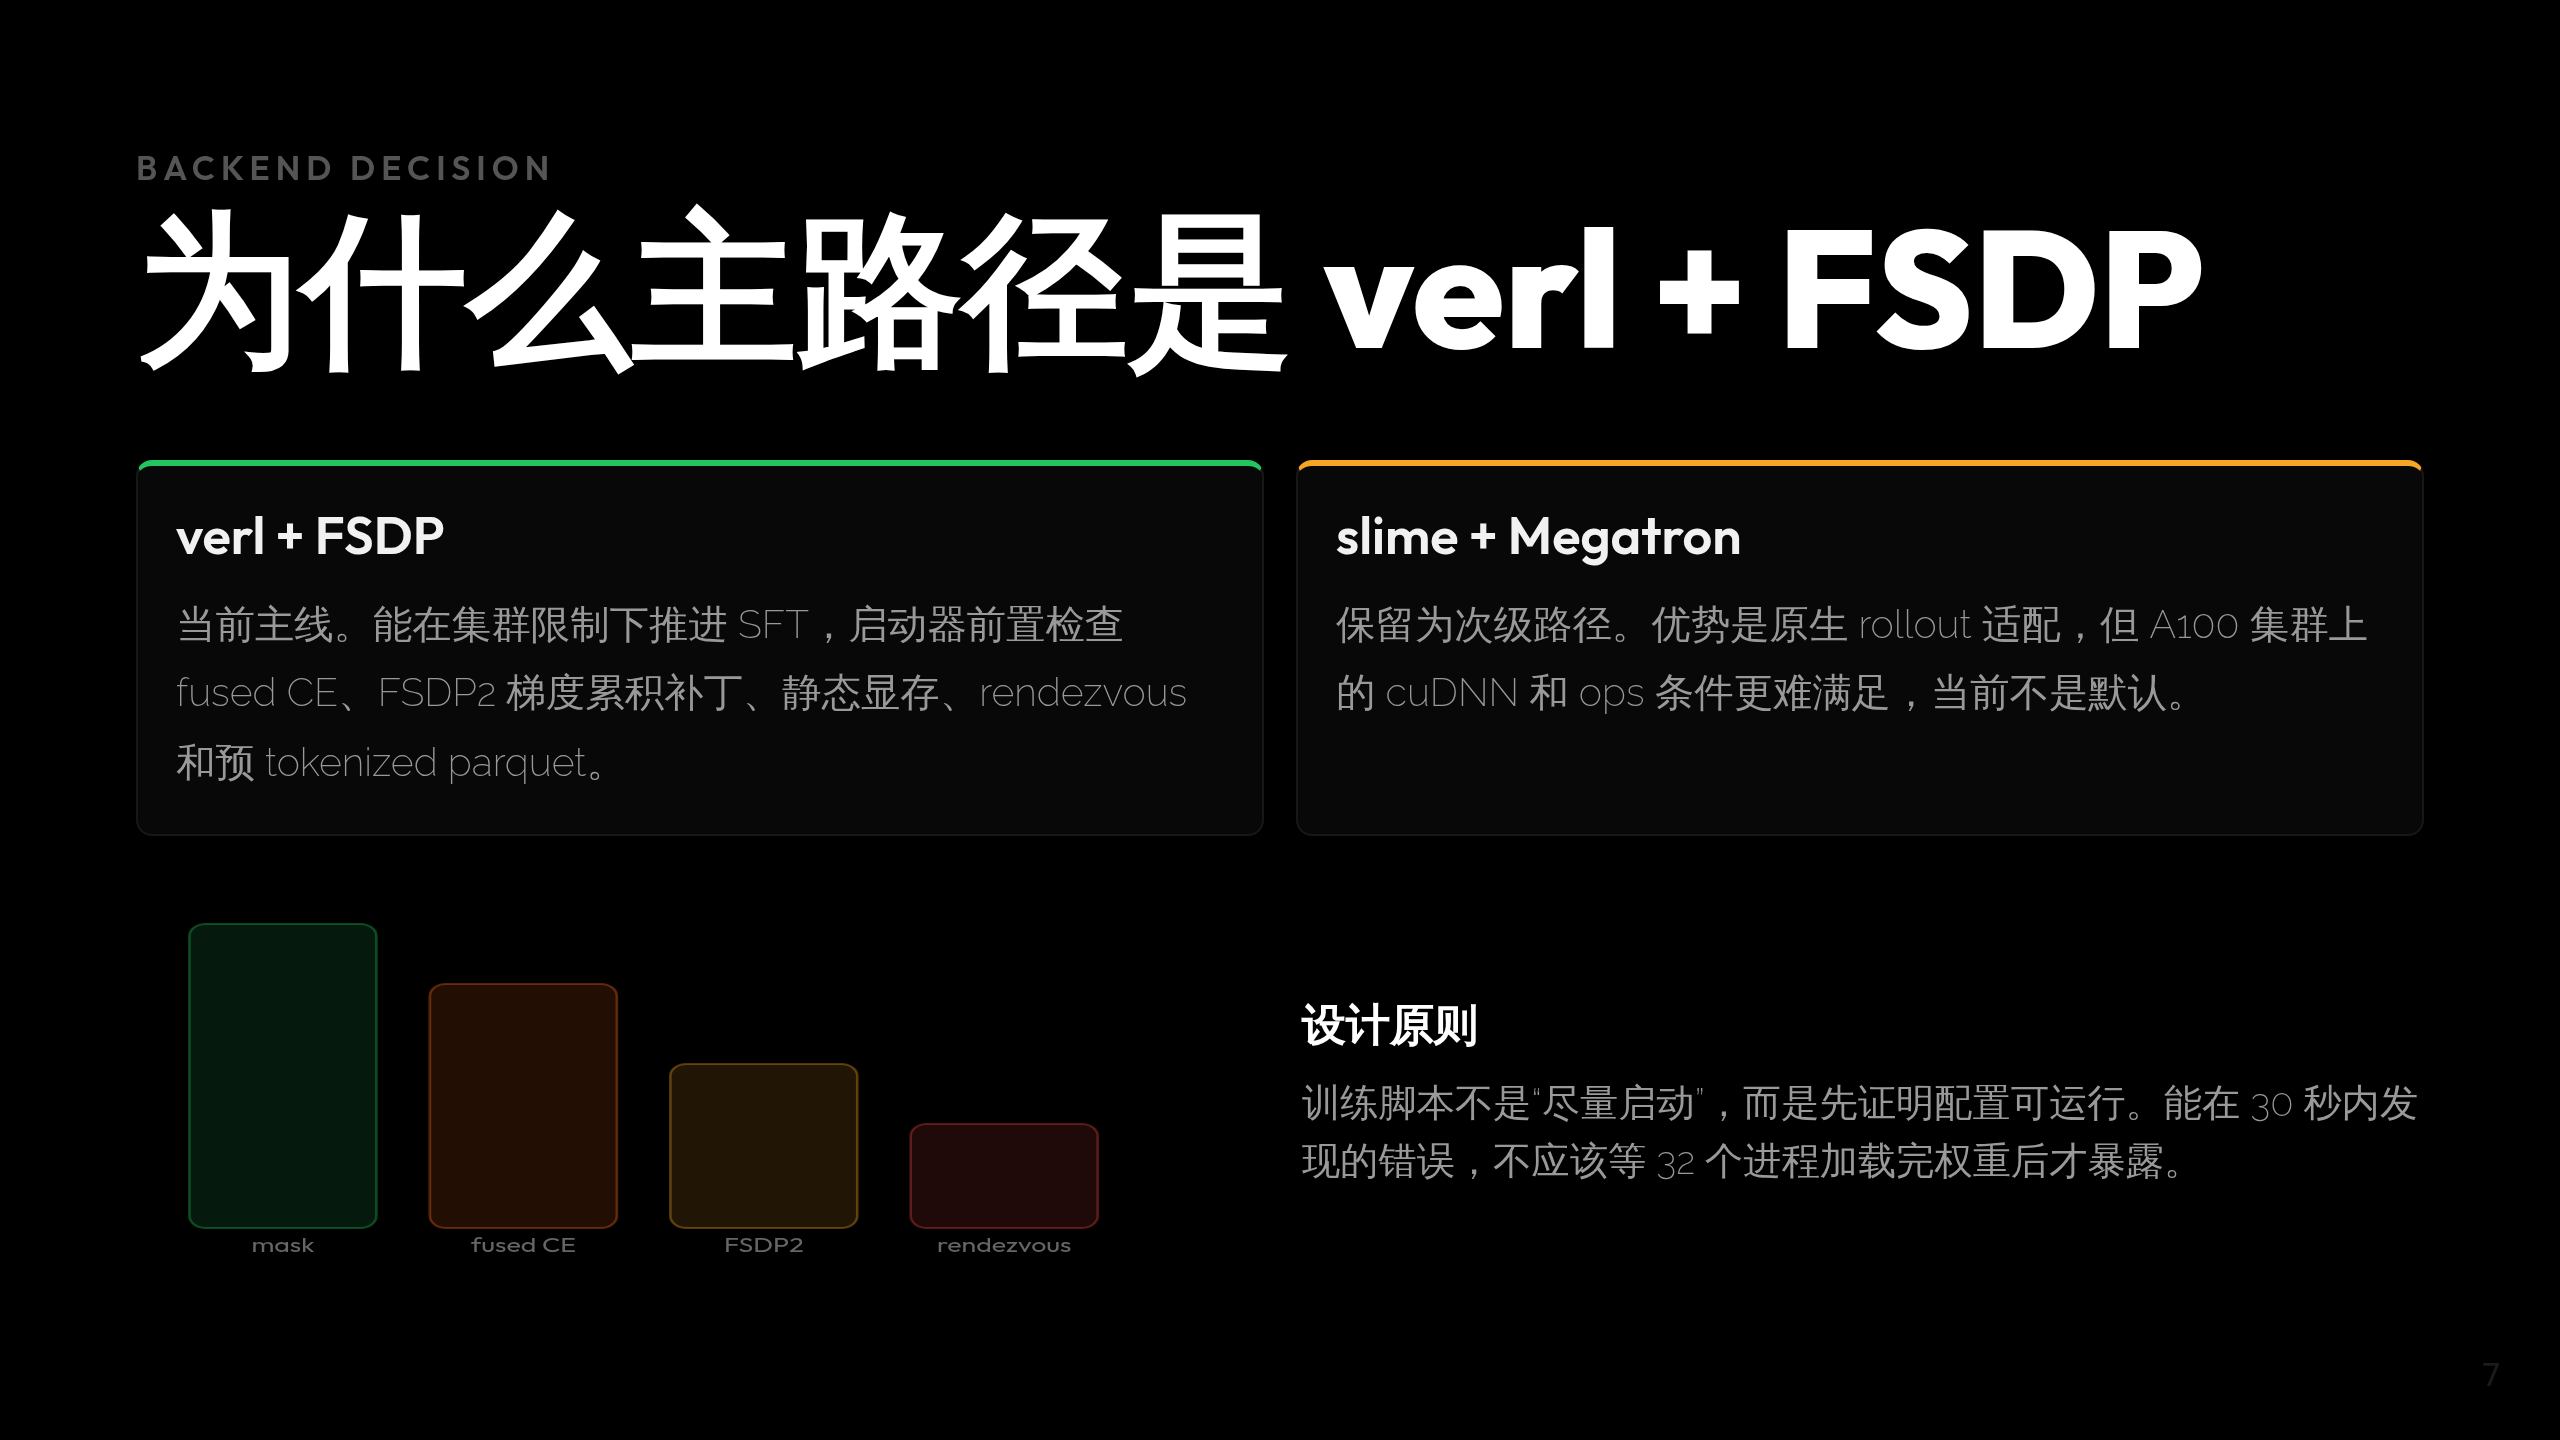 BACKEND DECISION
为什么主路径是 verl + FSDP
verl + FSDP
当前主线。能在集群限制下推进 SFT，启动器前置检查
fused CE、FSDP2 梯度累积补丁、静态显存、rendezvous
和预 tokenized parquet。
slime + Megatron
保留为次级路径。优势是原生 rollout 适配，但 A100 集群上
的 cuDNN 和 ops 条件更难满足，当前不是默认。
mask
fused CE
FSDP2
rendezvous
设计原则
训练脚本不是“尽量启动”，而是先证明配置可运行。能在 30 秒内发
现的错误，不应该等 32 个进程加载完权重后才暴露。
7